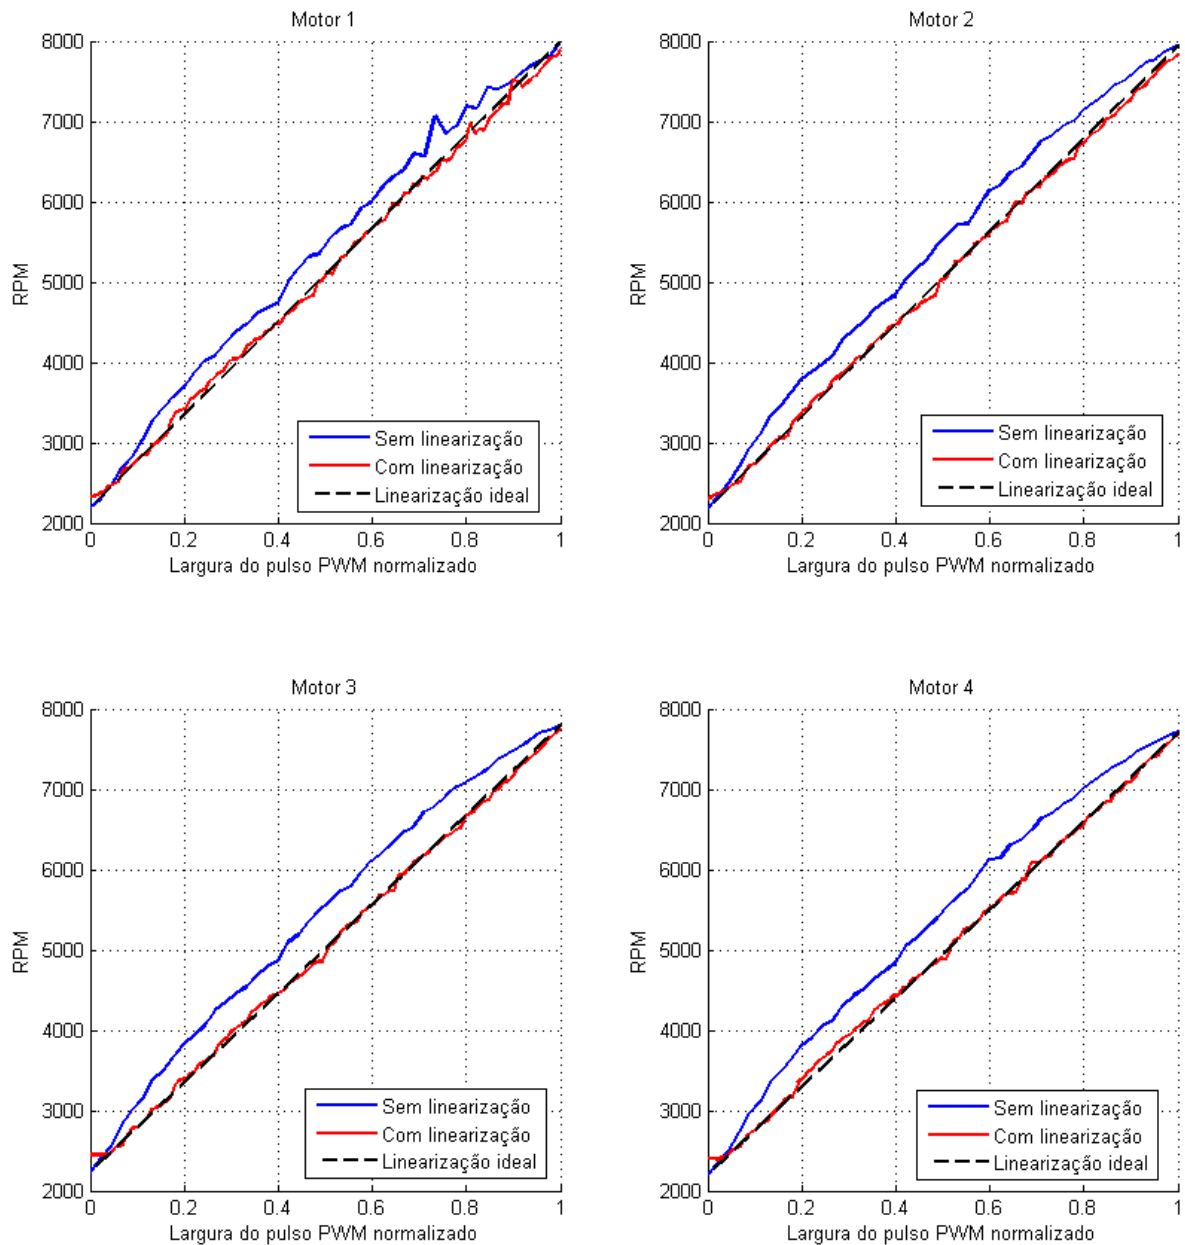 Motor 1
8000
7000
6000
5000
4000
3000
2000
RPM
0 0.2 0.4 0.6 0.8 1
Largura do pulso PWM normalizado
Sem linearização
Com linearização
Linearização ideal
Motor 2
8000
7000
6000
5000
4000
3000
2000
RPM
0 0.2 0.4 0.6 0.8 1
Largura do pulso PWM normalizado
Sem linearização
Com linearização
Linearização ideal
Motor 3
8000
7000
6000
5000
4000
3000
2000
RPM
0 0.2 0.4 0.6 0.8 1
Largura do pulso PWM normalizado
Sem linearização
Com linearização
Linearização ideal
Motor 4
8000
7000
6000
5000
4000
3000
2000
RPM
0 0.2 0.4 0.6 0.8 1
Largura do pulso PWM normalizado
Sem linearização
Com linearização
Linearização ideal